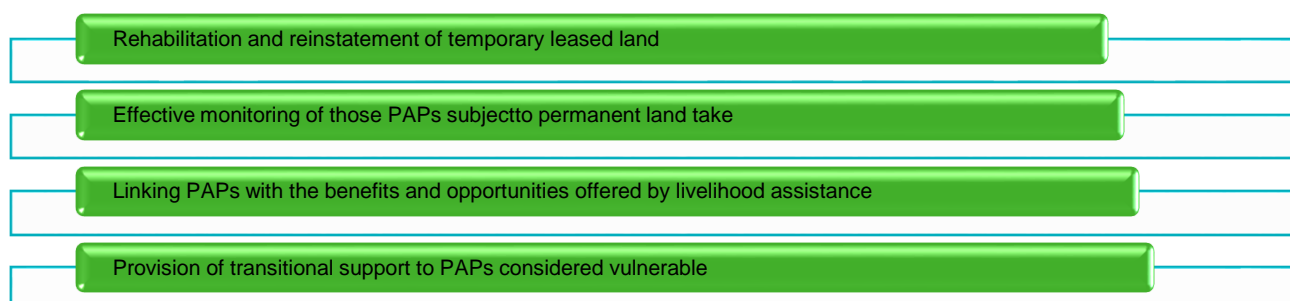 Rehabilitation and reinstatement of temporary leased land
Effective monitoring of those PAPs subjectto permanent land take
Linking PAPs with the benefits and opportunities offered by livelihood assistance
Provision of transitional support to PAPs considered vulnerable